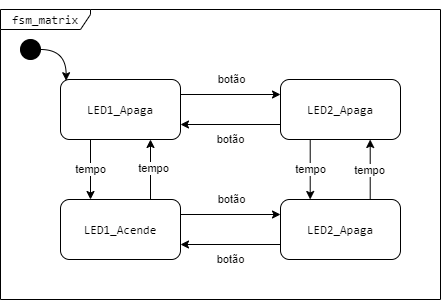 fsm_matrix
botão
LED1_Apaga
LED2_Apaga
botão
tempo
tempo
tempo
tempo
botão
LED1_Acende
LED2_Apaga
botão